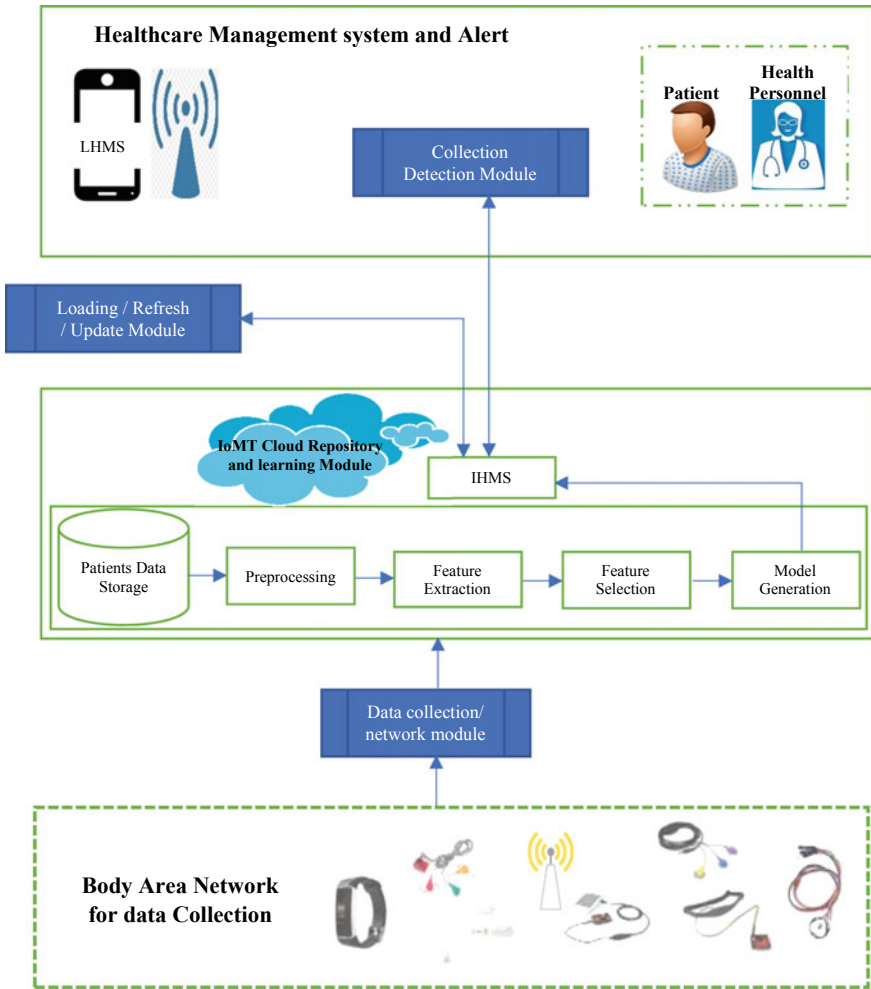 Healthcare Management system and Alert
LHMS
Patient
Health
Personnel
Collection
Detection Module
Loading / Refresh
/ Update Module
IoMT Cloud Repository
and learning Module
IHMS
Patients Data
Storage
Preprocessing
Feature
Extraction
Feature
Selection
Model
Generation
Data collection/
network module
Body Area Network
for data Collection